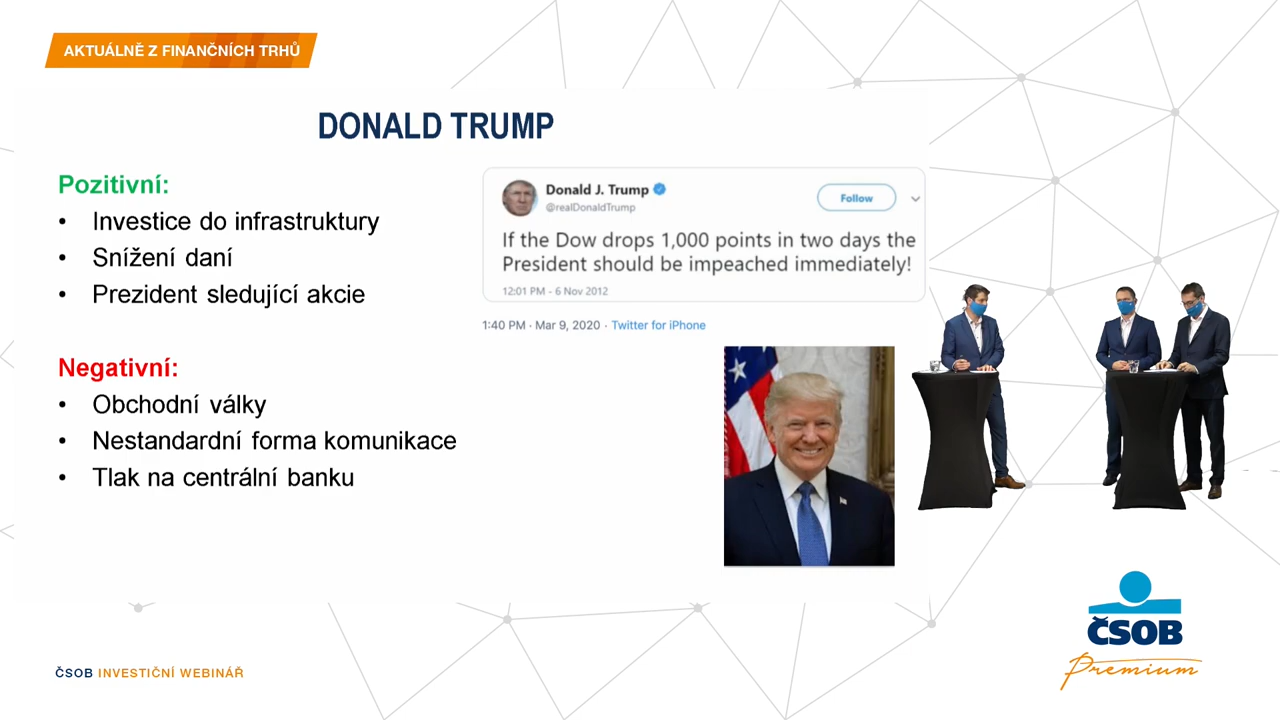 AKTUÁLNĚ Z FINANČNÍCH TRHŮ
DONALD TRUMP
Pozitivní:
• Investice do infrastruktury
• Snížení daní
• Prezident sledující akcie
Negativní:
• Obchodní války
• Nestandardní forma komunikace
• Tlak na centrální banku
Donald J. Trump
@realDonaldTrump
Follow
If the Dow drops 1,000 points in two days the
President should be impeached immediately!
12:01 PM - 6 Nov 2012
1:40 PM · Mar 9, 2020 · Twitter for iPhone
ČSOB
Premium
ČSOB INVESTIČNÍ WEBINÁŘ